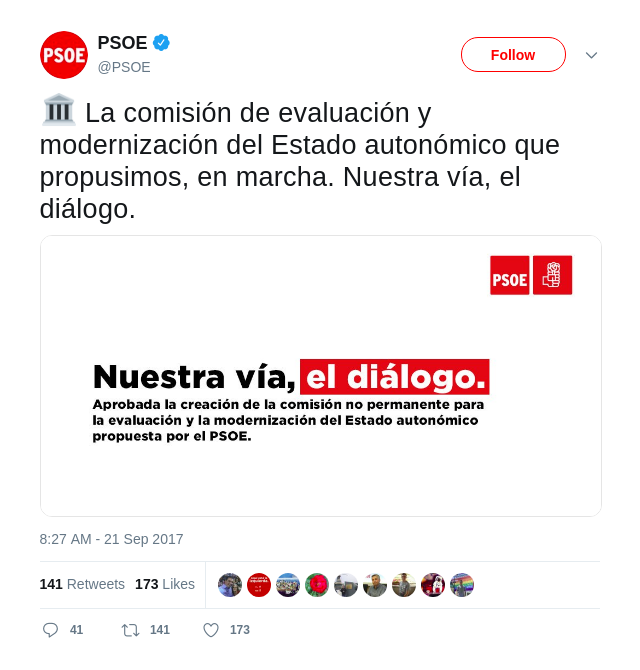 PSOE
PSOE
@PSOE
Follow
🏛 La comisión de evaluación y
modernización del Estado autonómico que
propusimos, en marcha. Nuestra vía, el
diálogo.
PSOE
Nuestra vía, el diálogo.
Aprobada la creación de la comisión no permanente para
la evaluación y la modernización del Estado autonómico
propuesta por el PSOE.
8:27 AM - 21 Sep 2017
141 Retweets 173 Likes
41 141 173